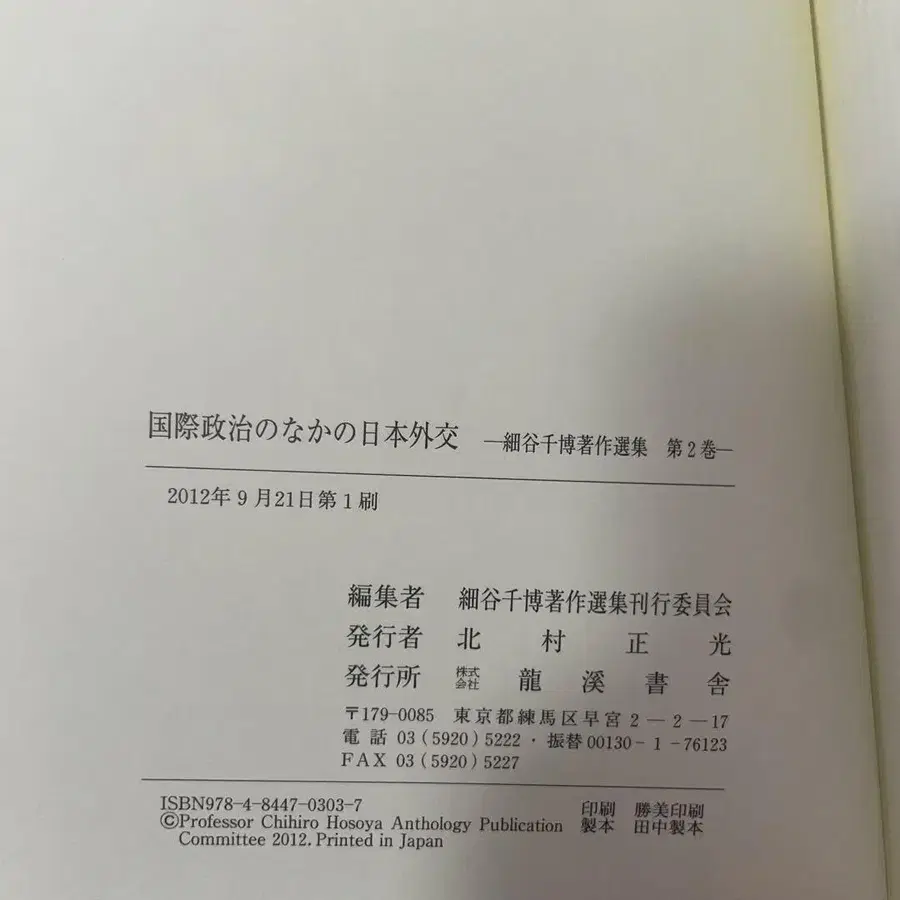 国際政治のなかの日本外交 ―細谷千博著作選集 第2巻―
2012年9月21日第1刷
編集者 細谷千博著作選集刊行委員会
発行者 北村正光
発行所 株式会社 龍溪書舎
〒179-0085 東京都練馬区早宮2-2-17
電話 03(5920)5222・振替00130-1-76123
FAX 03(5920)5227
ISBN978-4-8447-0303-7
©Professor Chihiro Hosoya Anthology Publication
Committee 2012. Printed in Japan
印刷 勝美印刷
製本 田中製本